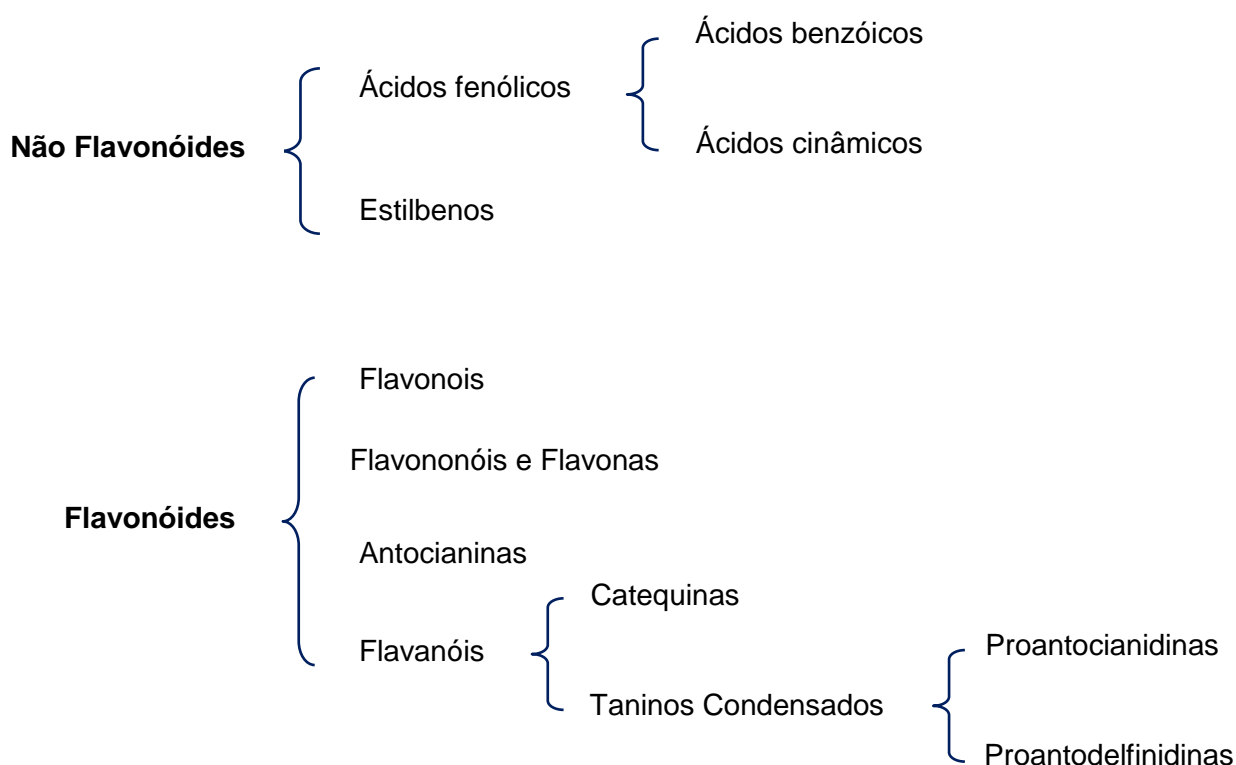 Ácidos benzóicos
Ácidos fenólicos
Não Flavonóides
Ácidos cinâmicos
Estilbenos
Flavonois
Flavononóis e Flavonas
Flavonóides
Antocianinas
Catequinas
Flavanóis
Proantocianidinas
Taninos Condensados
Proantodelfinidinas